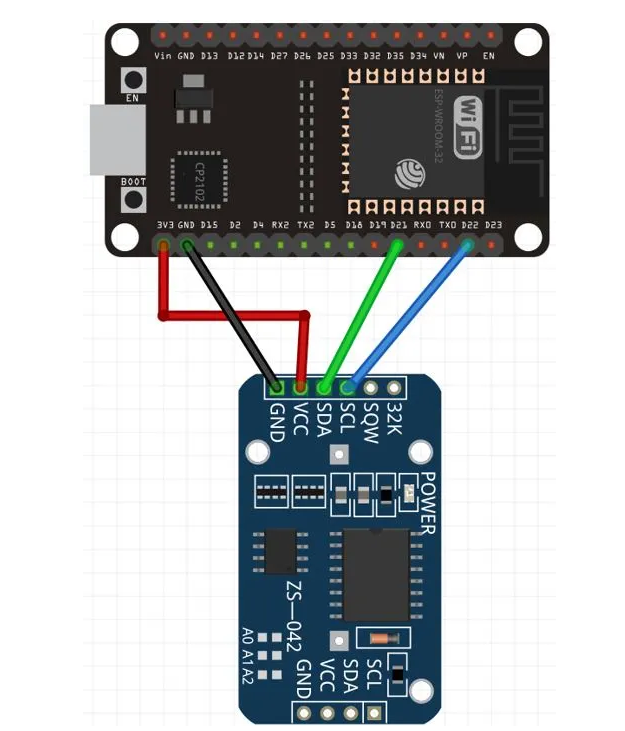 Vin GND D13 D12 D14 D27 D26 D25 D33 D32 D35 D34 VN VP EN
EN
ESP-WROOM-32
WiFi
CP2102
BOOT
3V3 GND D15 D2 D4 RX2 TX2 D5 D18 D19 D21 RX0 TX0 D22 D23
GND VCC SDA SCL SQW 32K
POWER
ZS—042
A0 A1 A2
GND VCC SDA SCL